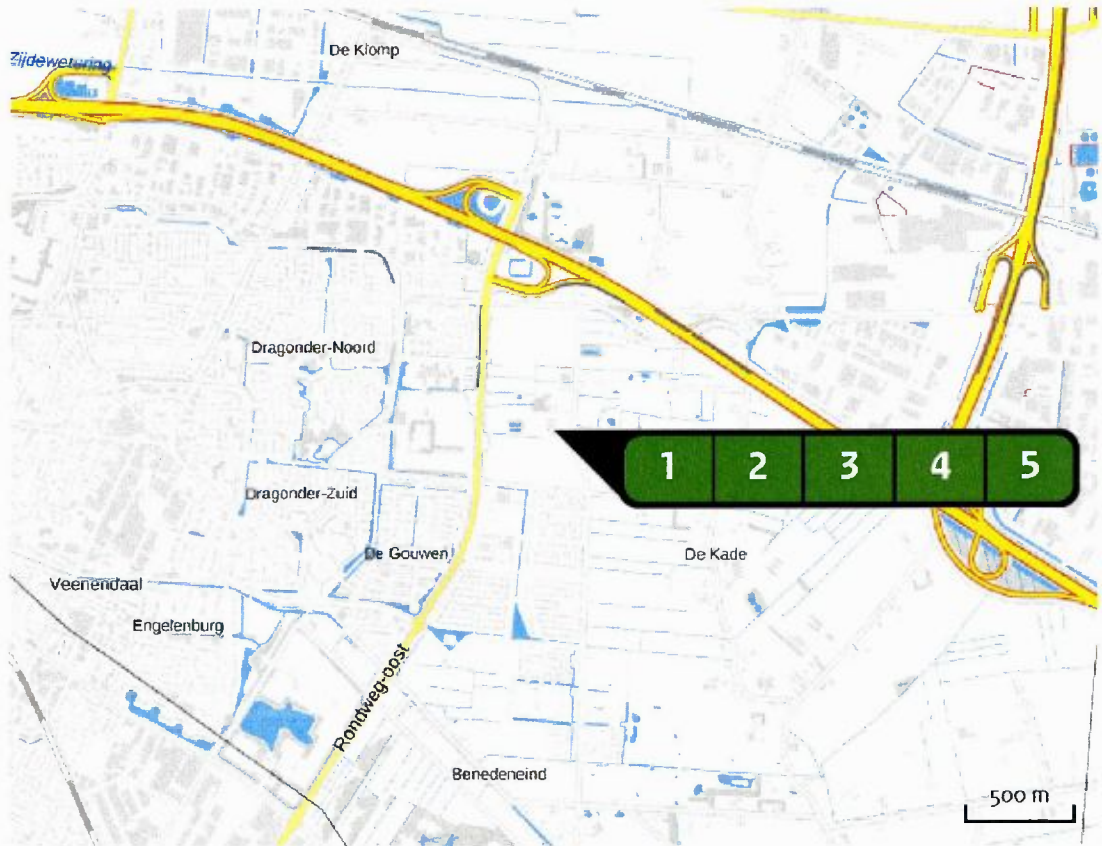 De Klomp
Zijdewetering
Dragonder-Noord
1 2 3 4 5
Dragonder-Zuid
De Gouwen
De Kade
Veenendaal
Engelenburg
Rondweg-oost
Benedeneind
500 m